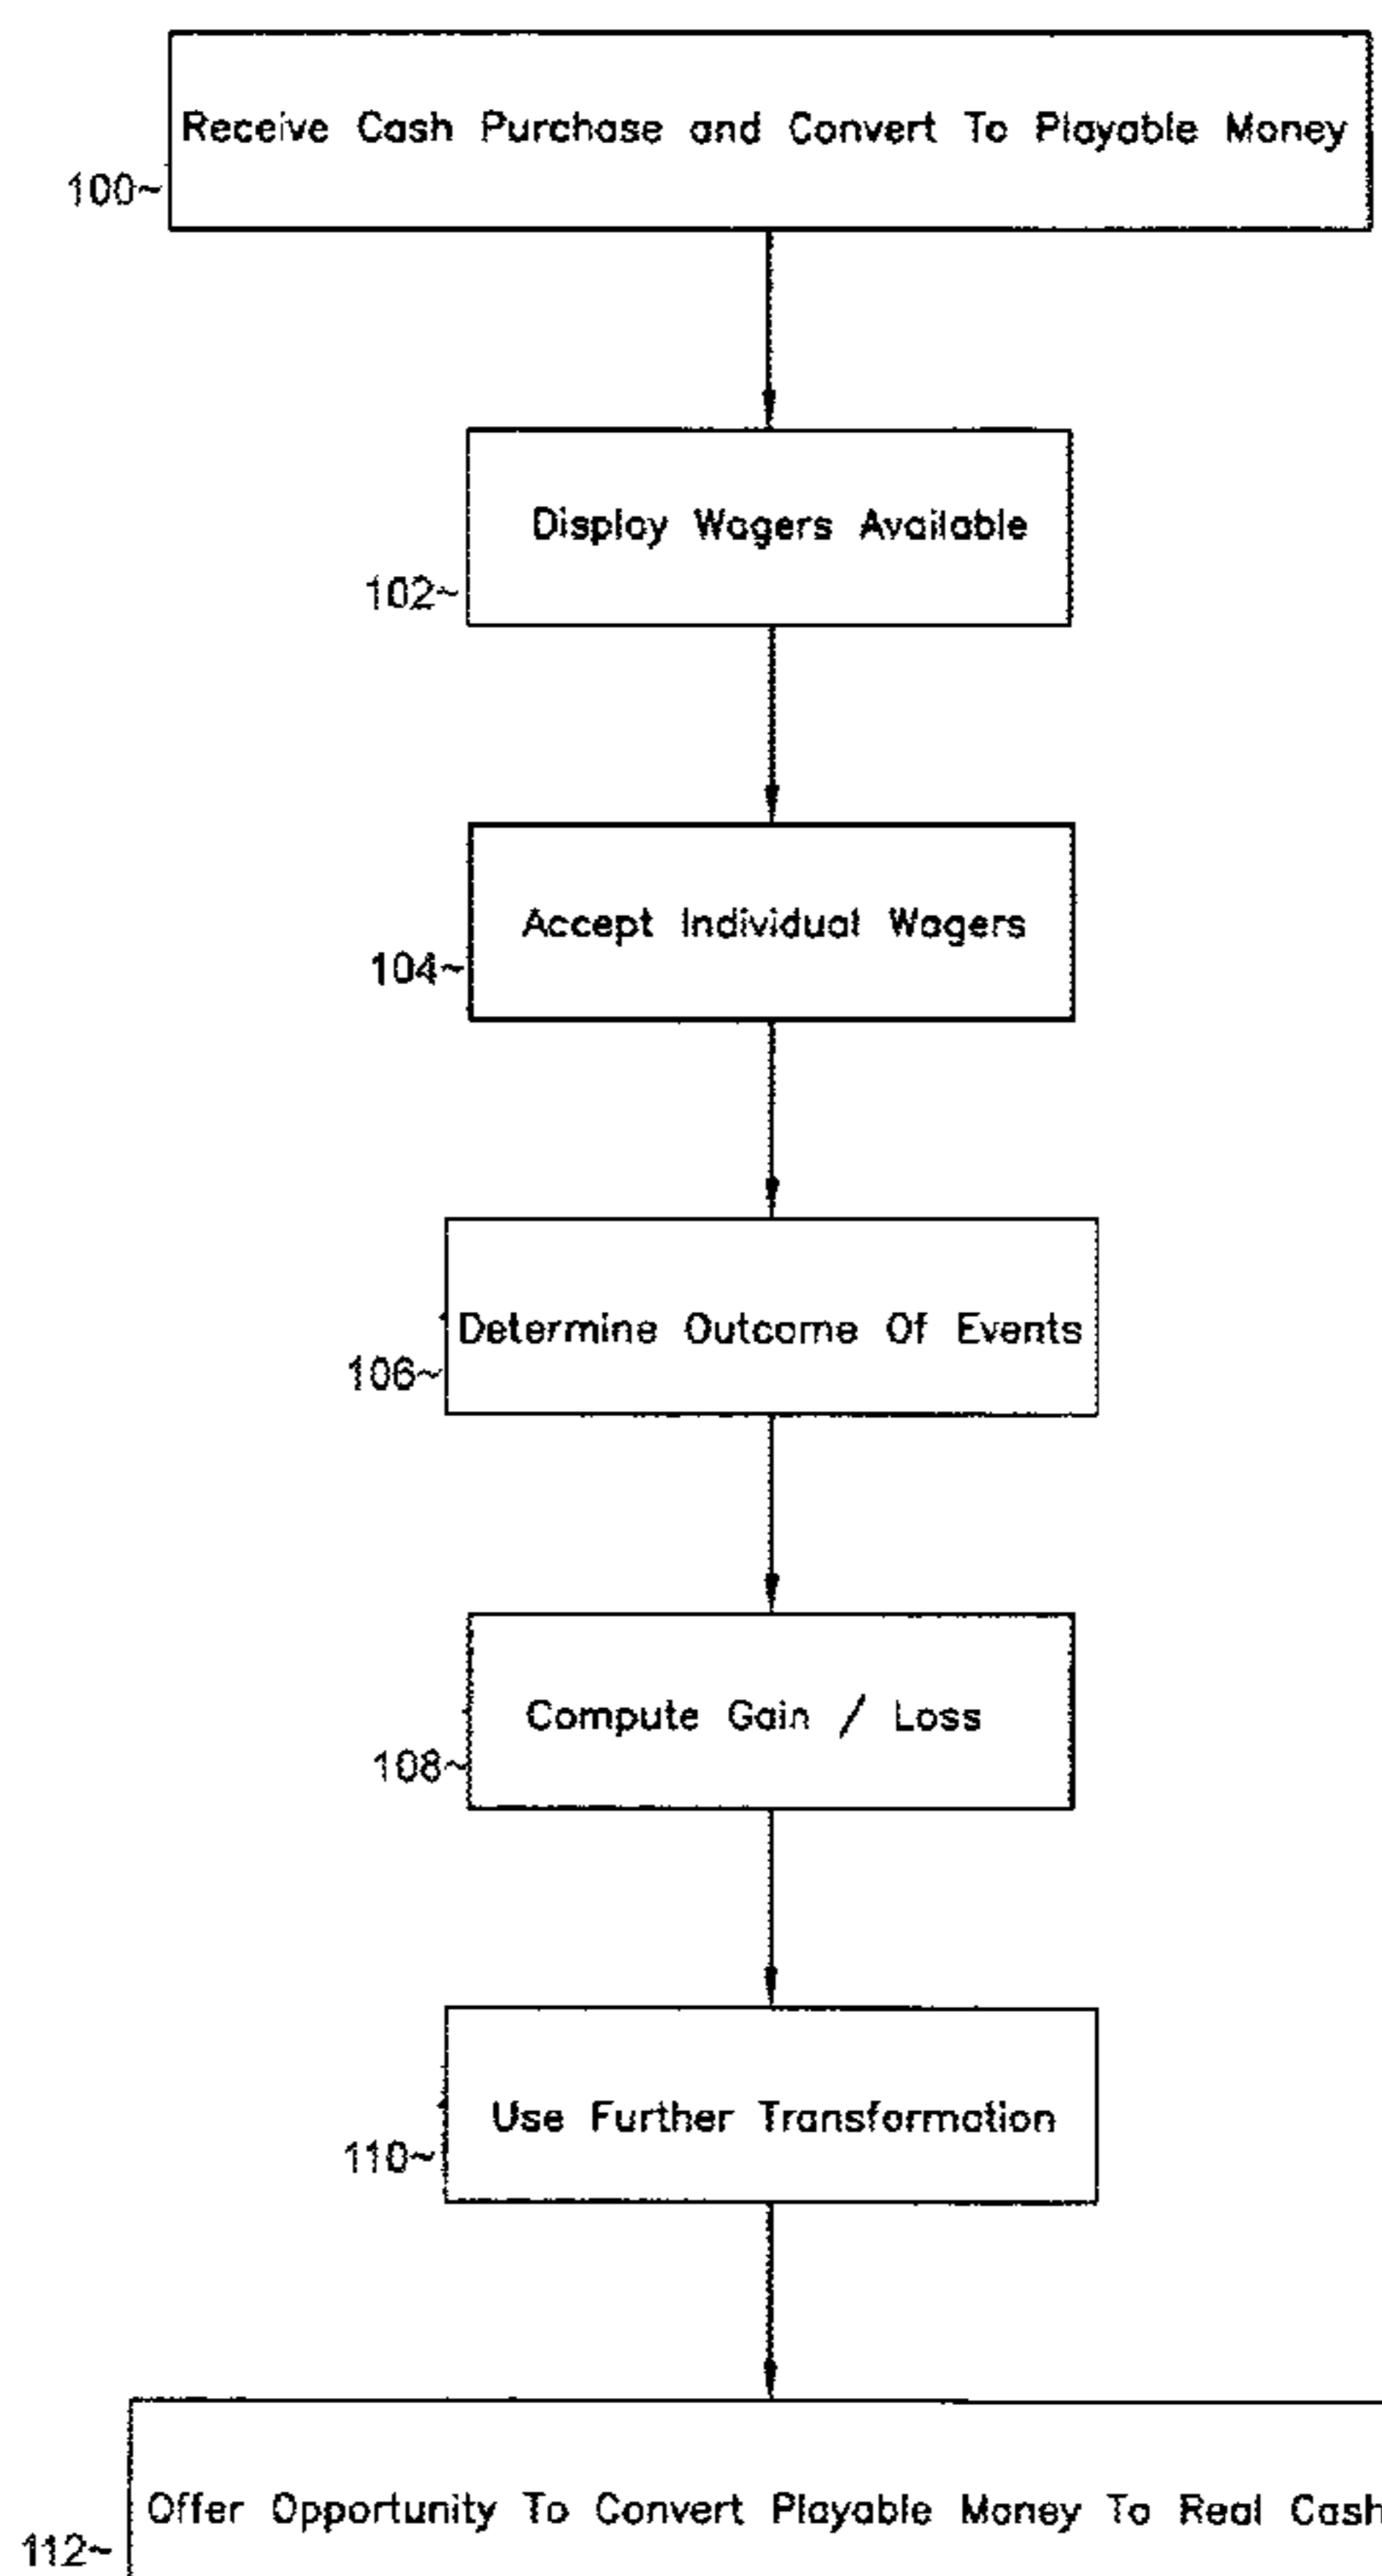 Receive Cash Purchase and Convert To Playable Money
100~
Display Wagers Available
102~
Accept Individual Wagers
104~
Determine Outcome Of Events
106~
Compute Gain / Loss
108~
Use Further Transformation
110~
Offer Opportunity To Convert Playable Money To Real Cash
112~